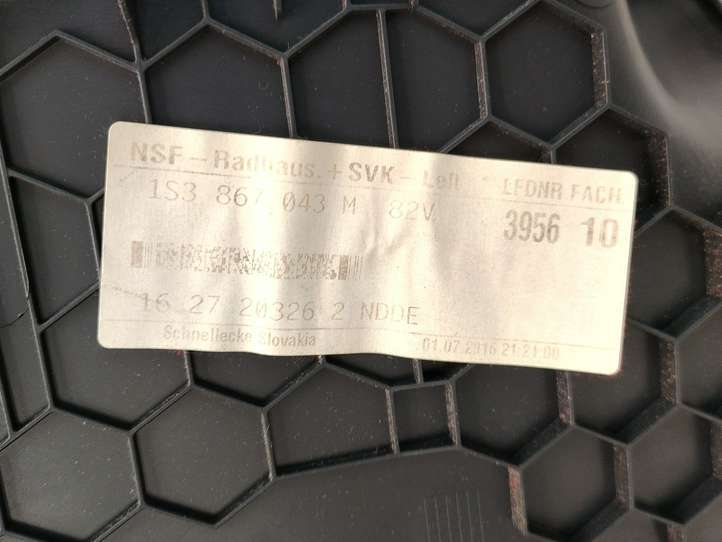 NSF - Radhaus. + SVK - Left LFDNR FACH
1S3 867 043 M 82V 3956 10
16 27 20326 2 NDDE
Schnellecke Slovakia 01.07.2016 21:21:00